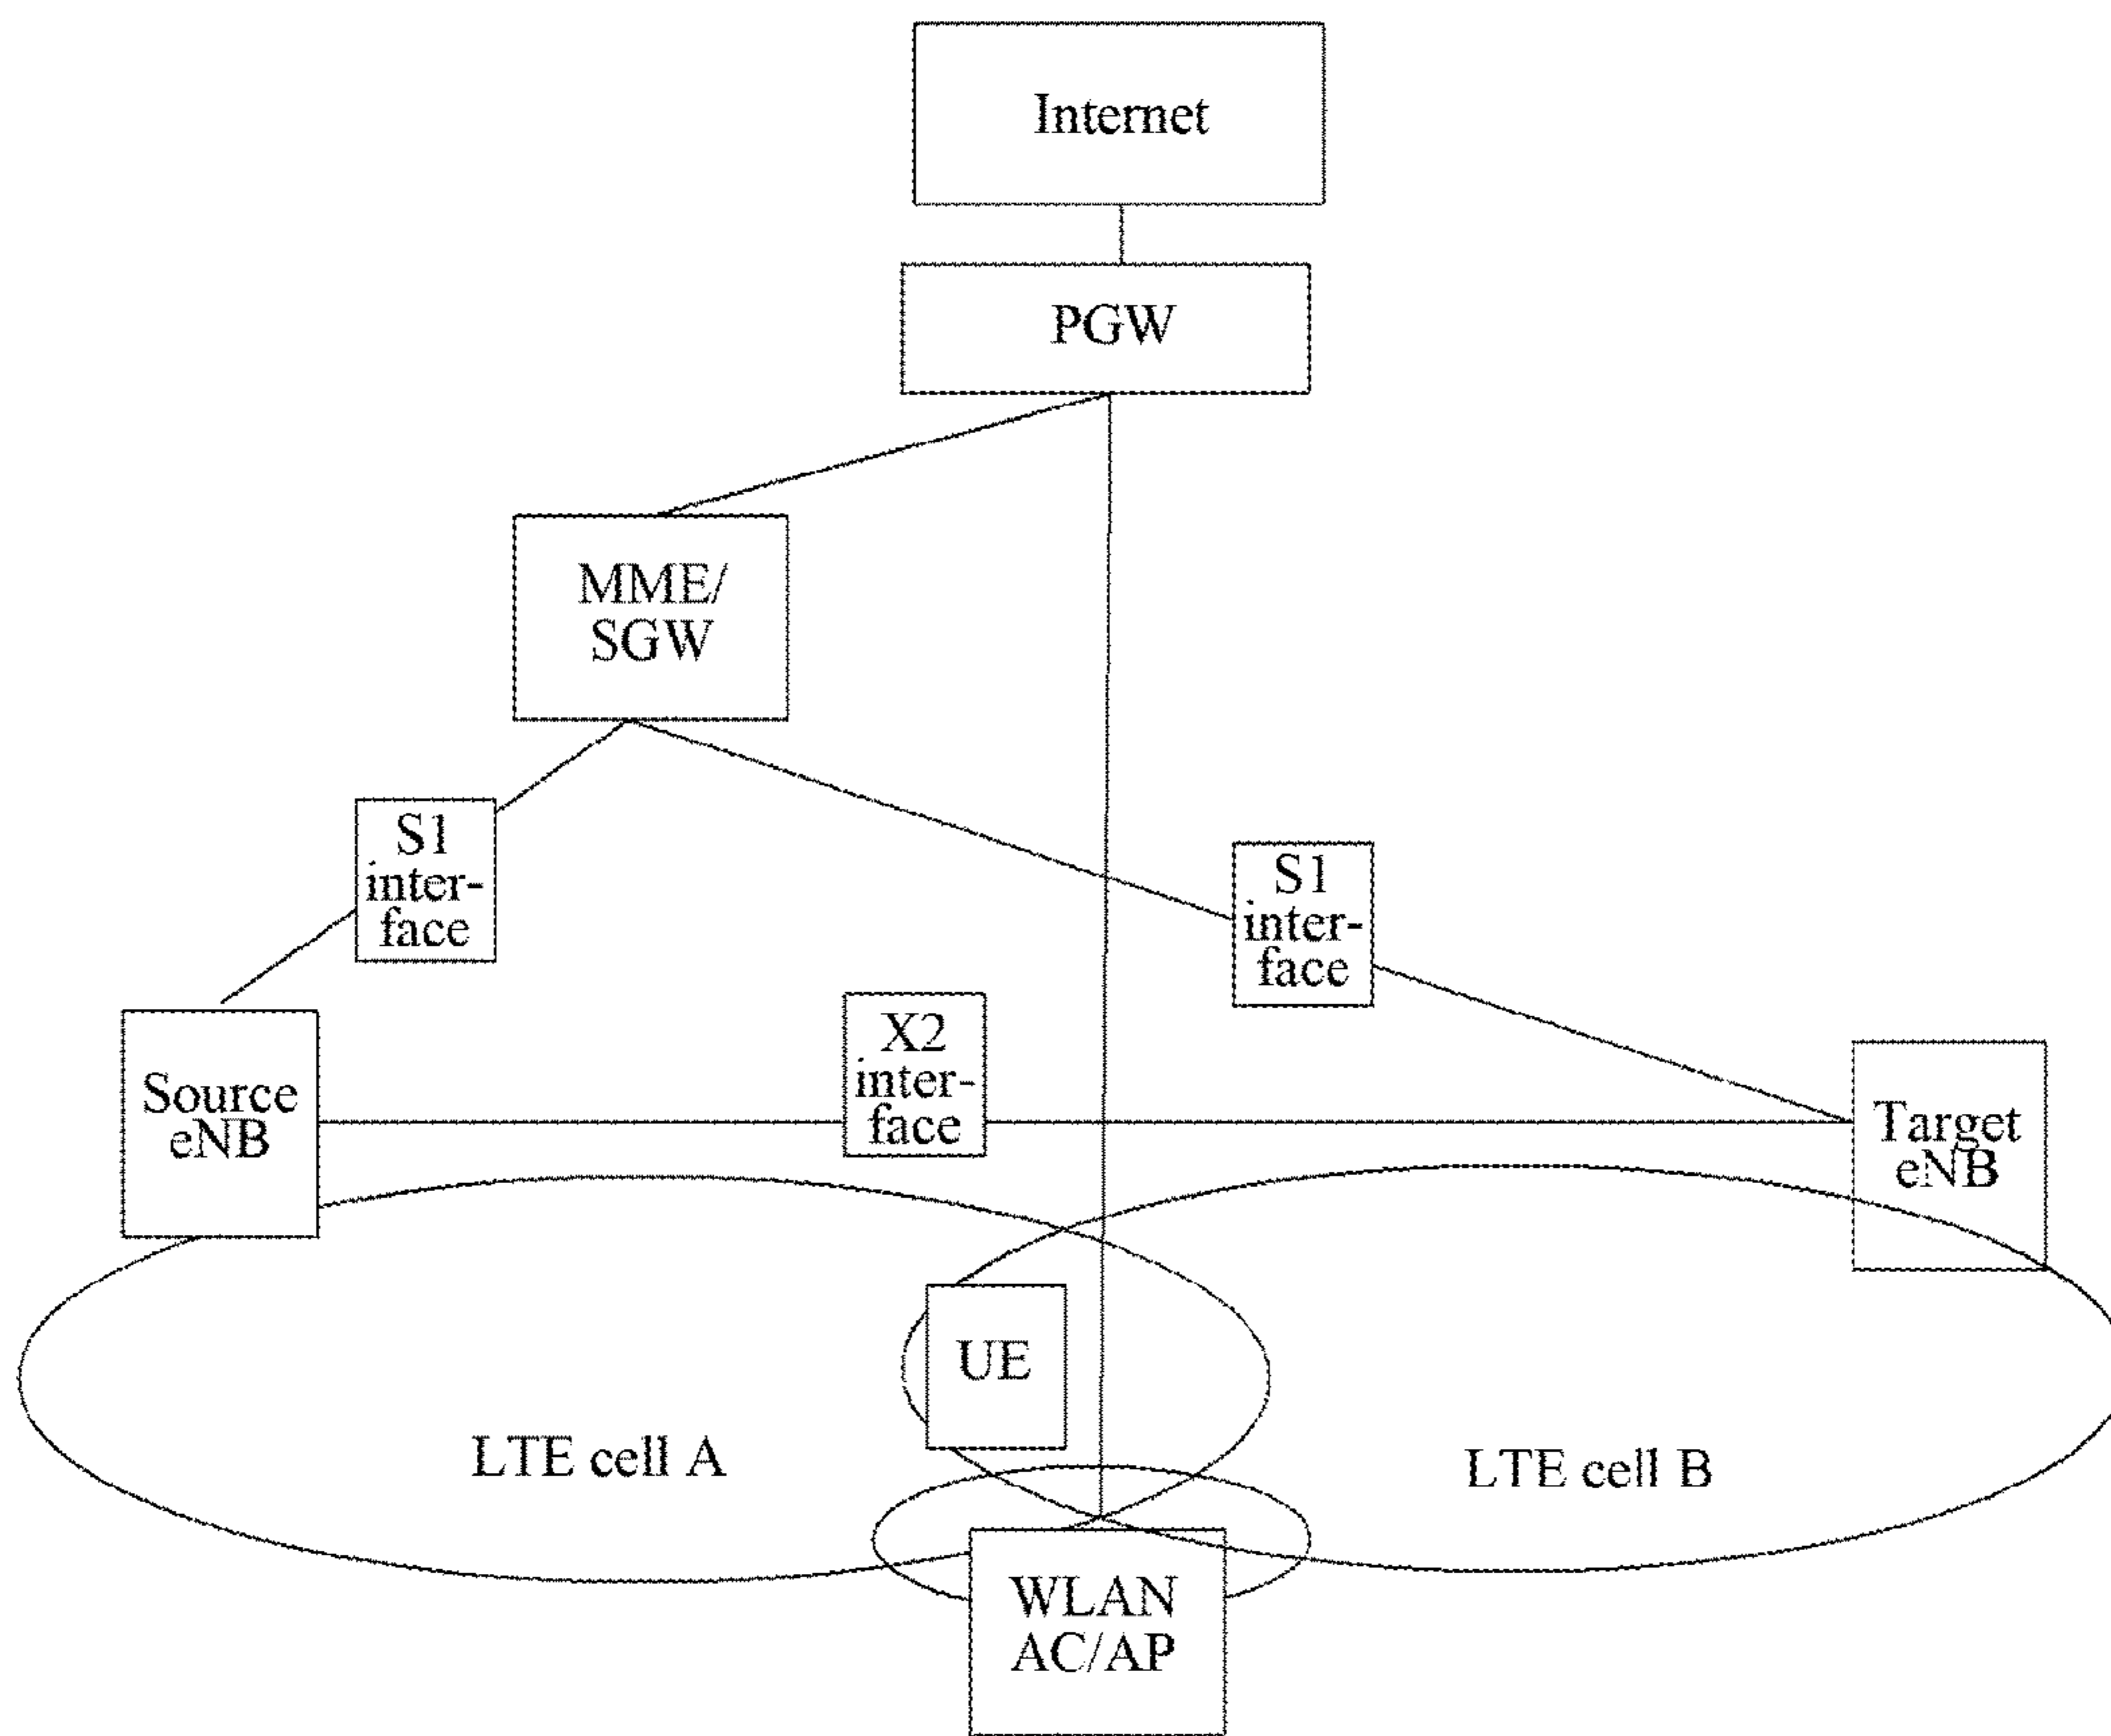 Internet
PGW
MME/
SGW
S1
inter-
face
S1
inter-
face
X2
inter-
face
Source
eNB
Target
eNB
UE
LTE cell A
LTE cell B
WLAN
AC/AP